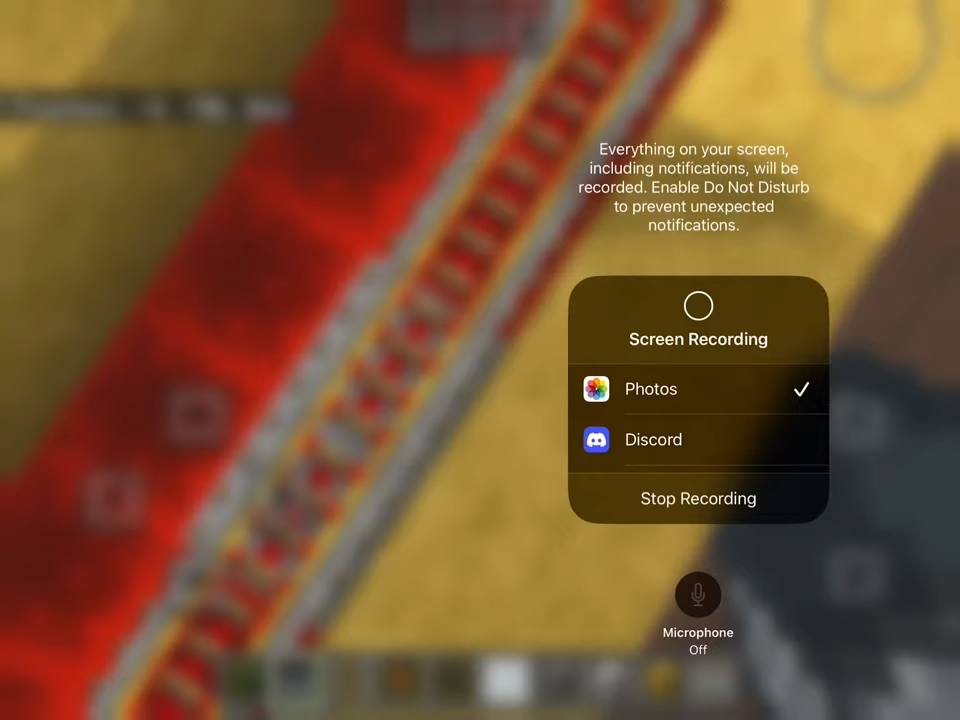 Everything on your screen,
including notifications, will be
recorded. Enable Do Not Disturb
to prevent unexpected
notifications.
Screen Recording
Photos
Discord
Stop Recording
Microphone
Off